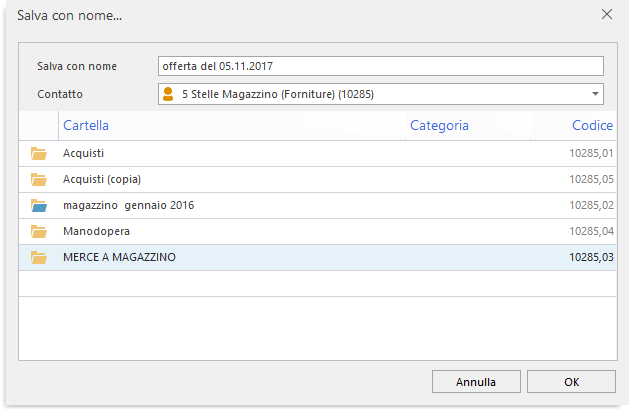 Salva con nome...
Salva con nome offerta del 05.11.2017
Contatto 5 Stelle Magazzino (Forniture) (10285)
Cartella Categoria Codice
Acquisti 10285,01
Acquisti (copia) 10285,05
magazzino gennaio 2016 10285,02
Manodopera 10285,04
MERCE A MAGAZZINO 10285,03
Annulla OK